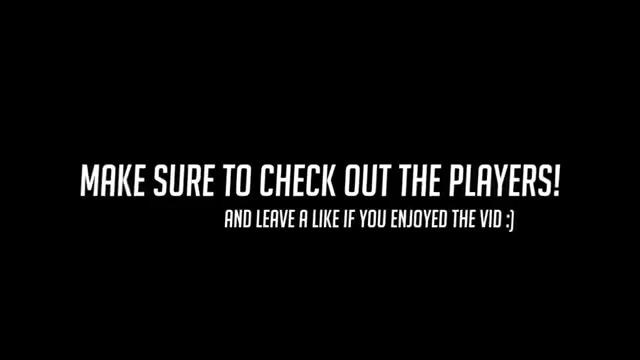 MAKE SURE TO CHECK OUT THE PLAYERS!
AND LEAVE A LIKE IF YOU ENJOYED THE VID :)